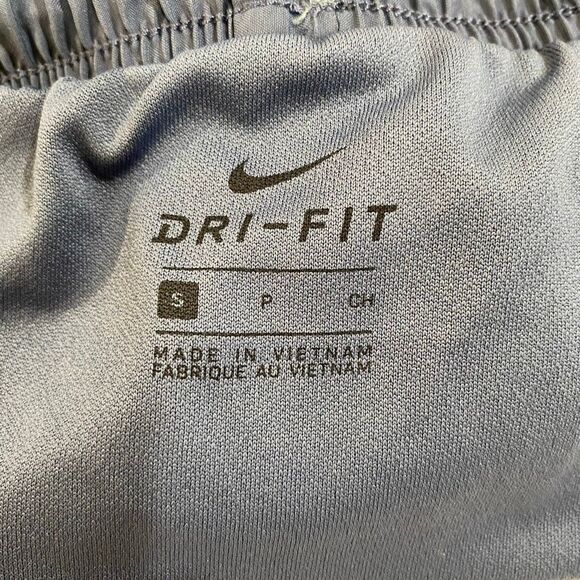 DRI-FIT
S P CH
MADE IN VIETNAM
FABRIQUE AU VIETNAM